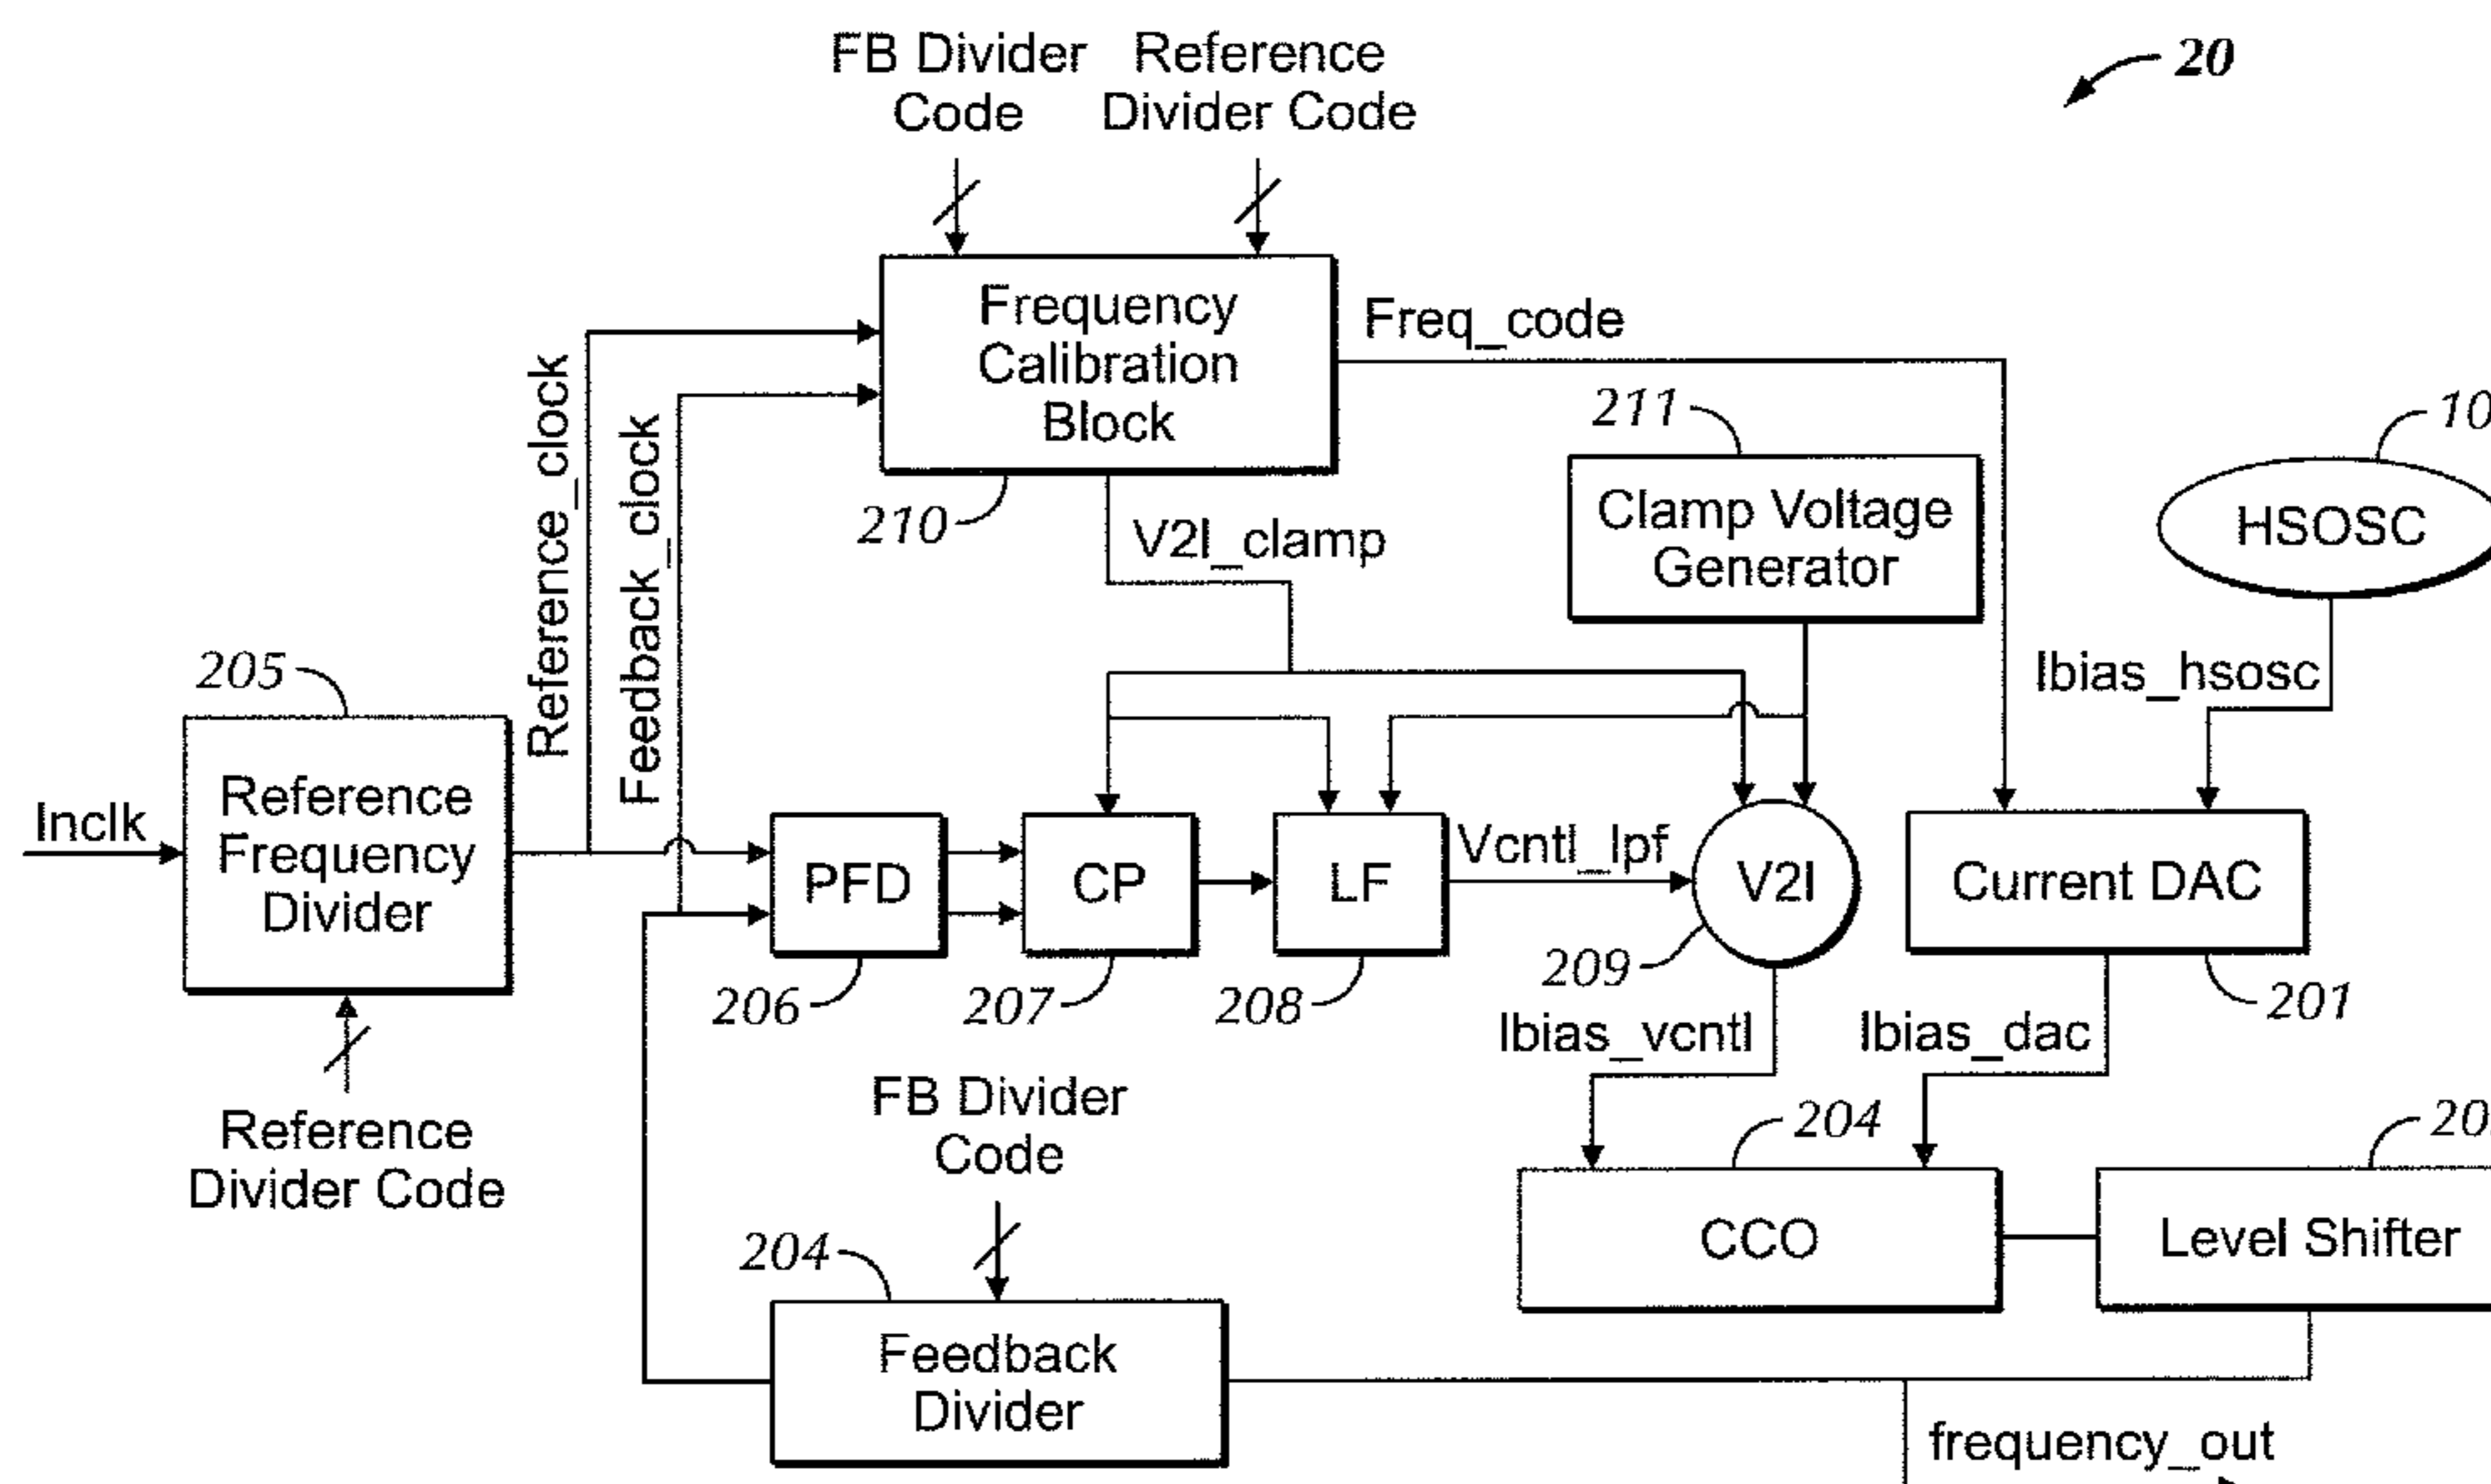 FB Divider
Code
Reference
Divider Code
20
Frequency
Calibration
Block
210
Freq_code
Reference_clock
Feedback_clock
V2I_clamp
211
Clamp Voltage
Generator
10
HSOSC
Ibias_hsosc
205
Reference
Frequency
Divider
Inclk
Reference
Divider Code
PFD
206
CP
207
LF
208
Vcntl_lpf
V2I
209
Current DAC
201
Ibias_vcntl
Ibias_dac
FB Divider
Code
204
Feedback
Divider
204
CCO
Level Shifter
frequency_out